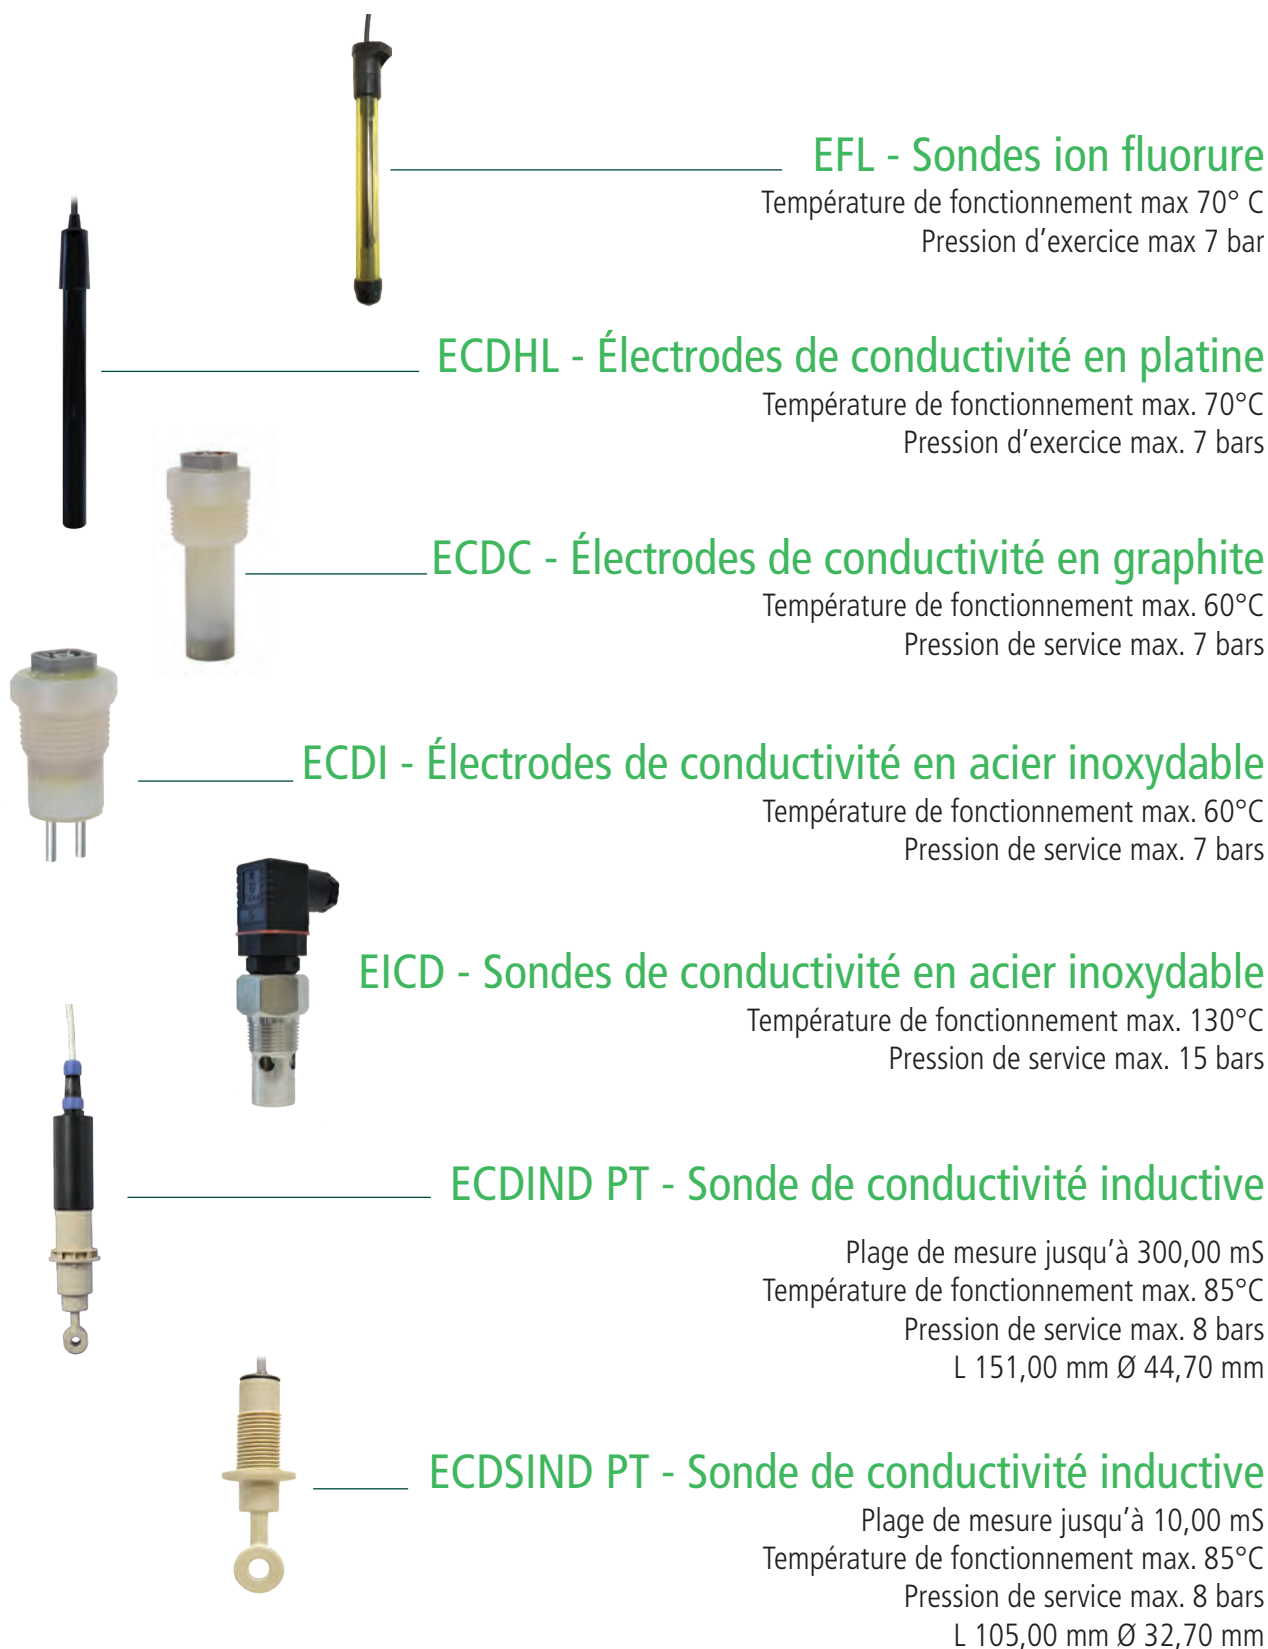 EFL - Sondes ion fluorure
Température de fonctionnement max 70° C
Pression d’exercice max 7 bar
ECDHL - Électrodes de conductivité en platine
Température de fonctionnement max. 70°C
Pression d’exercice max. 7 bars
ECDC - Électrodes de conductivité en graphite
Température de fonctionnement max. 60°C
Pression de service max. 7 bars
ECDI - Électrodes de conductivité en acier inoxydable
Température de fonctionnement max. 60°C
Pression de service max. 7 bars
EICD - Sondes de conductivité en acier inoxydable
Température de fonctionnement max. 130°C
Pression de service max. 15 bars
ECDIND PT - Sonde de conductivité inductive
Plage de mesure jusqu’à 300,00 mS
Température de fonctionnement max. 85°C
Pression de service max. 8 bars
L 151,00 mm Ø 44,70 mm
ECDSIND PT - Sonde de conductivité inductive
Plage de mesure jusqu’à 10,00 mS
Température de fonctionnement max. 85°C
Pression de service max. 8 bars
L 105,00 mm Ø 32,70 mm